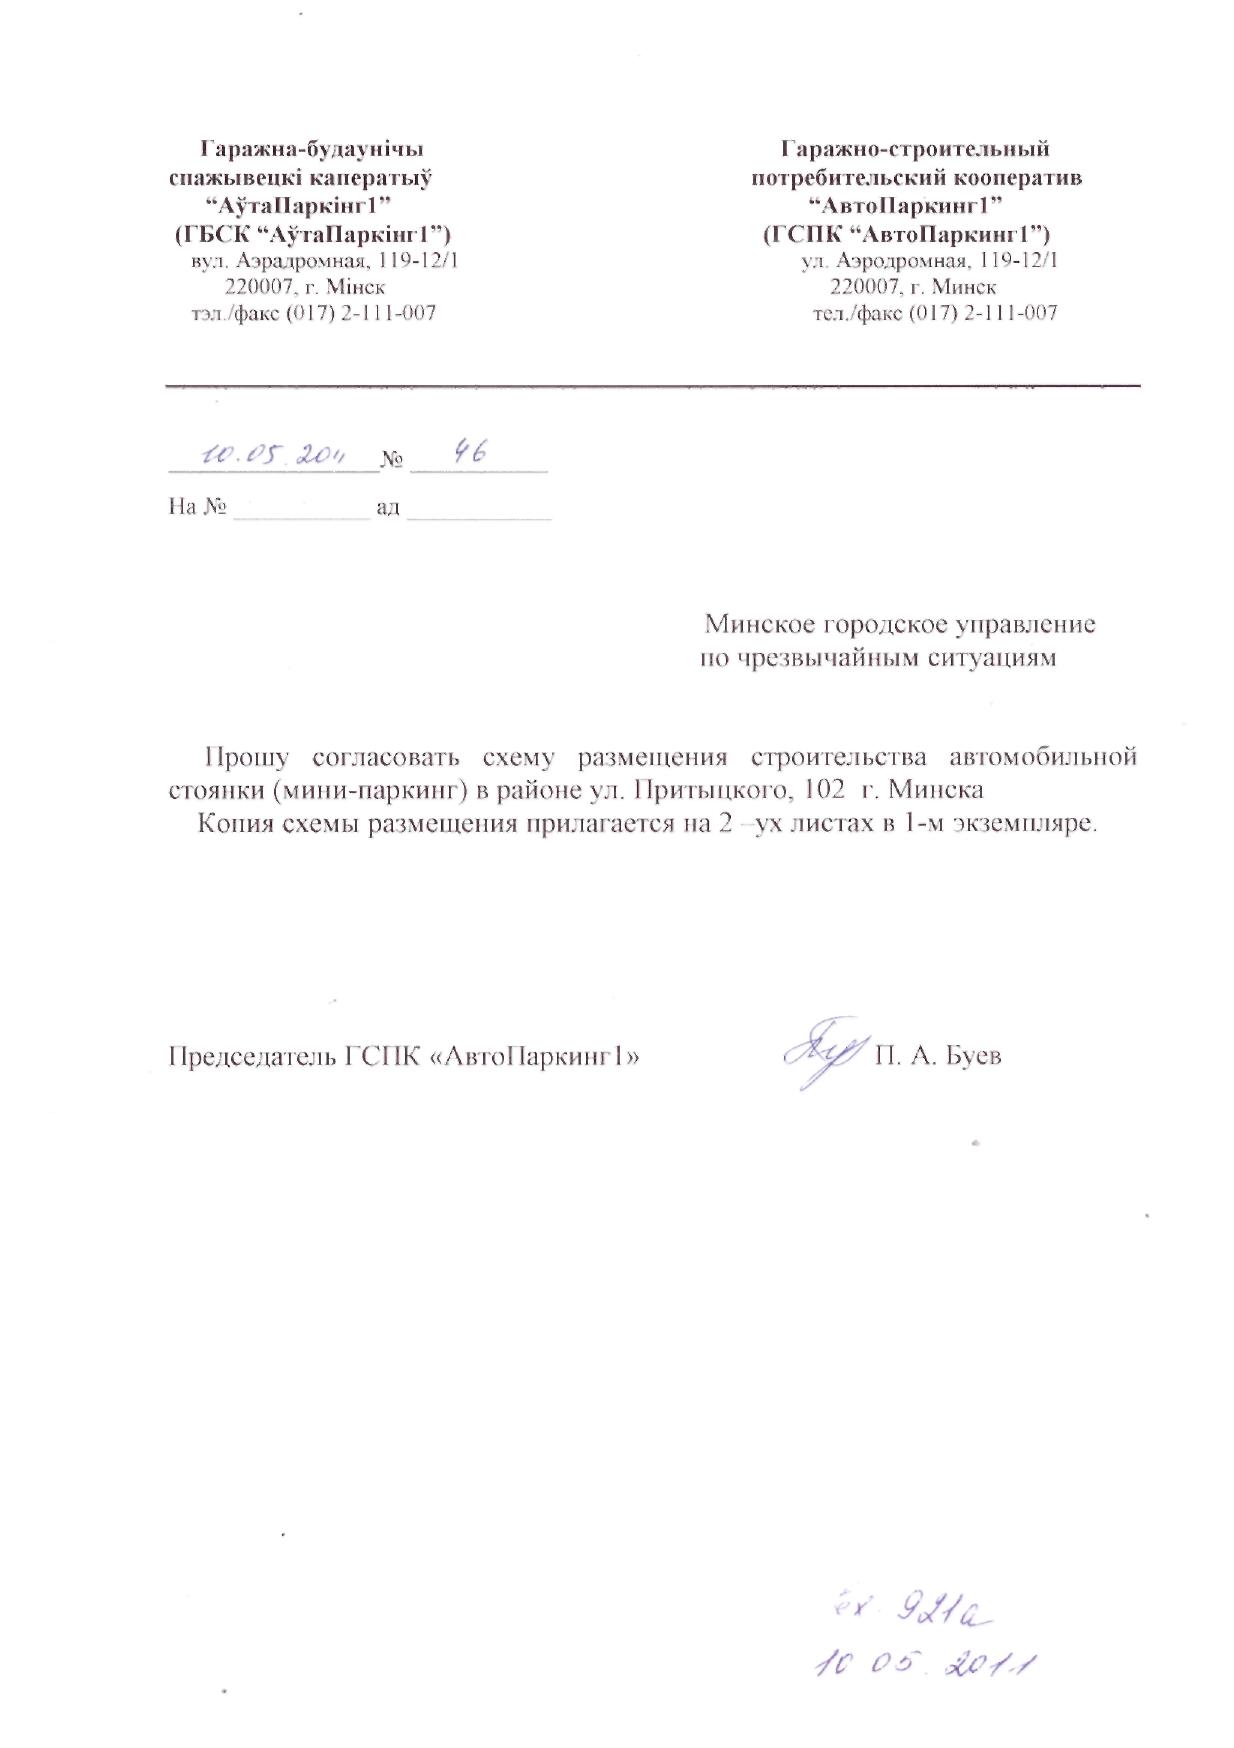 Гаражна-будаўнічы
спажывецкі каператыў
“АўтаПаркінг1”
(ГБСК “АўтаПаркінг1”)
вул. Аэрадромная, 119-12/1
220007, г. Мінск
тэл./факс (017) 2-111-007
Гаражно-строительный
потребительский кооператив
“АвтоПаркинг1”
(ГСПК “АвтоПаркинг1”)
ул. Аэродромная, 119-12/1
220007, г. Минск
тел./факс (017) 2-111-007
10.05.2011 № 46
На № ____________ ад ____________
Минское городское управление
по чрезвычайным ситуациям
Прошу согласовать схему размещения строительства автомобильной
стоянки (мини-паркинг) в районе ул. Притыцкого, 102 г. Минска
Копия схемы размещения прилагается на 2 –ух листах в 1-м экземпляре.
Председатель ГСПК «АвтоПаркинг1» П. А. Буев
вх. 921а
10 05. 2011